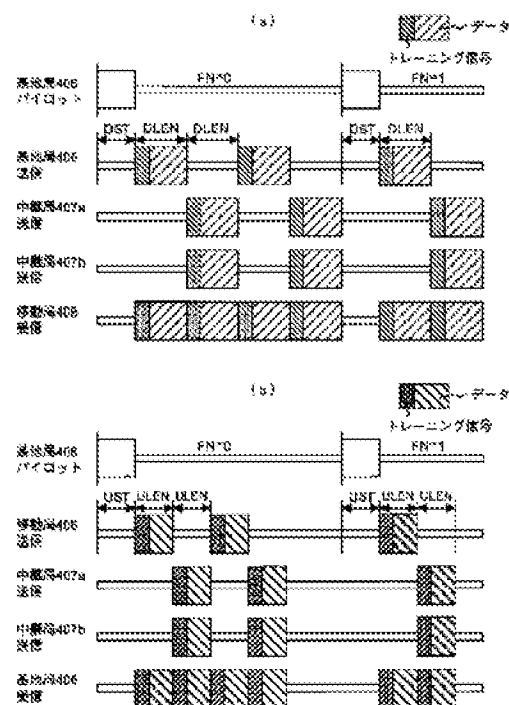 (a)
データ
トレーニング信号
基地局406
パイロット
FN=0
FN=1
DST
DLEN
DLEN
DST
DLEN
基地局406
送信
中継局407a
送信
中継局407b
送信
移動局408
受信
(b)
データ
トレーニング信号
基地局406
パイロット
FN=0
FN=1
UST
ULEN
ULEN
UST
ULEN
ULEN
移動局408
送信
中継局407a
送信
中継局407b
送信
基地局406
受信